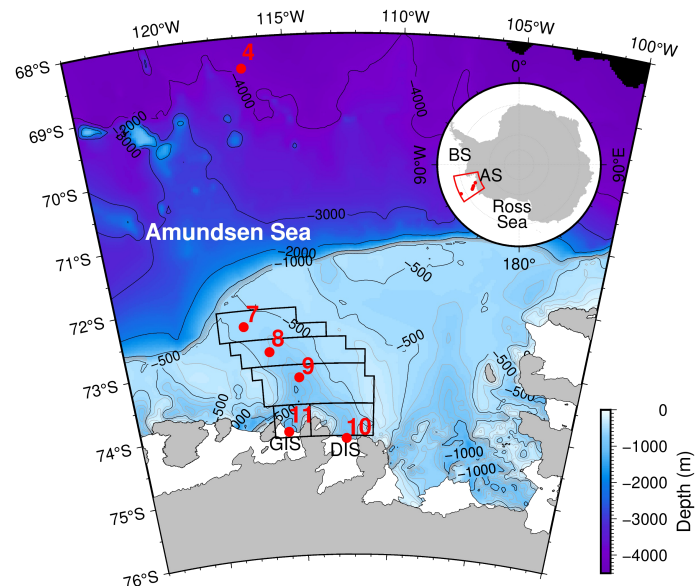 120°W
115°W
110°W
105°W
100°W
68°S
69°S
70°S
71°S
72°S
73°S
74°S
75°S
76°S
4
−4000
−4000
−2000
−3000
−3000
Amundsen Sea
−2000
−1000
−500
0°
90°W
BS
AS
90°E
Ross
Sea
180°
7
−500
8
−500
−500
9
−500
−500
−500
11
10
GIS
DIS
−1000
−1000
0
−1000
−2000
−3000
−4000
Depth (m)